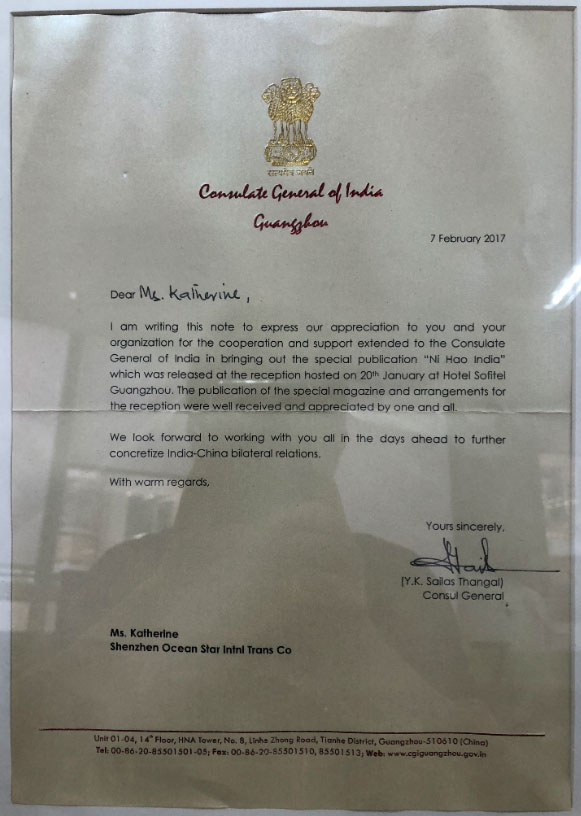 सत्यमेव जयते
Consulate General of India
Guangzhou
7 February 2017
Dear Ms. Katherine,
I am writing this note to express our appreciation to you and your
organization for the cooperation and support extended to the Consulate
General of India in bringing out the special publication “Ni Hao India”
which was released at the reception hosted on 20th January at Hotel Sofitel
Guangzhou. The publication of the special magazine and arrangements for
the reception were well received and appreciated by one and all.
We look forward to working with you all in the days ahead to further
concretize India-China bilateral relations.
With warm regards,
Yours sincerely,
(Y.K. Sailas Thangal)
Consul General
Ms. Katherine
Shenzhen Ocean Star Intnl Trans Co
Unit 01-04, 14th Floor, HNA Tower, No. 8, Linhe Zhong Road, Tianhe District, Guangzhou-510610 (China)
Tel: 00-86-20-85501501-05; Fax: 00-86-20-85501510, 85501513; Web: www.cgiguangzhou.gov.in